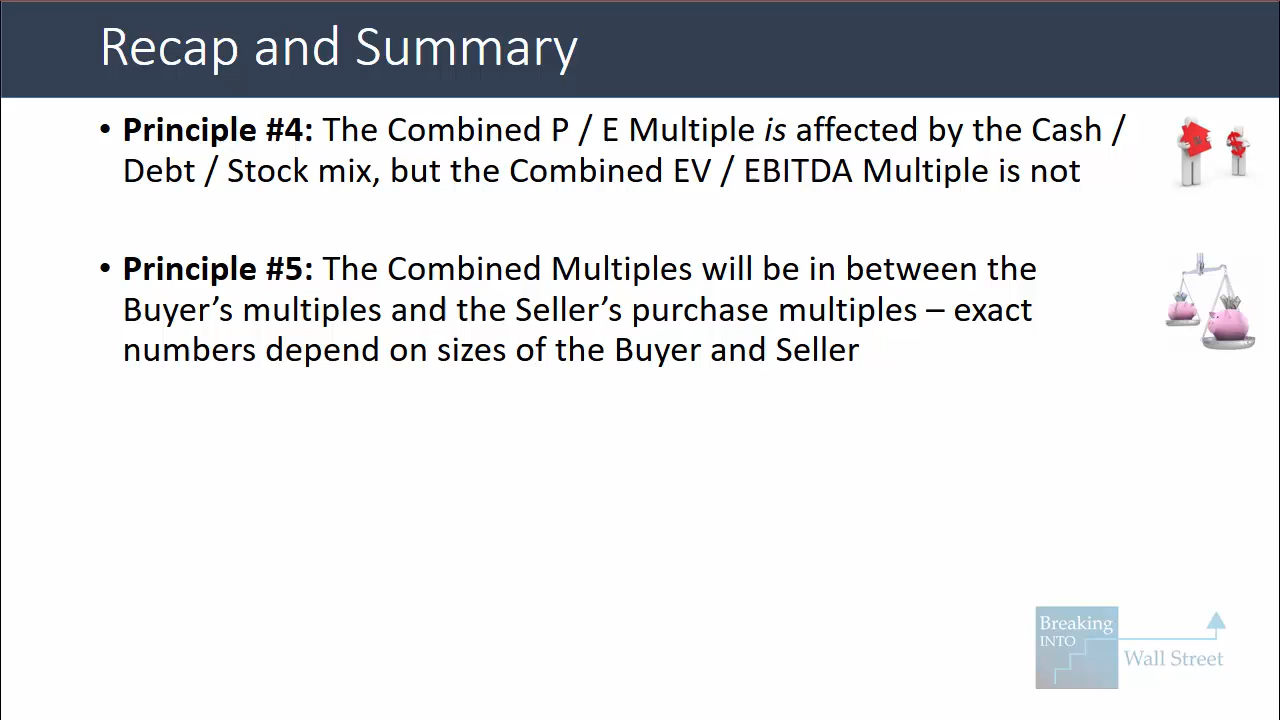 Recap and Summary
• Principle #4: The Combined P / E Multiple is affected by the Cash /
Debt / Stock mix, but the Combined EV / EBITDA Multiple is not
• Principle #5: The Combined Multiples will be in between the
Buyer’s multiples and the Seller’s purchase multiples – exact
numbers depend on sizes of the Buyer and Seller
Breaking
INTO
Wall Street